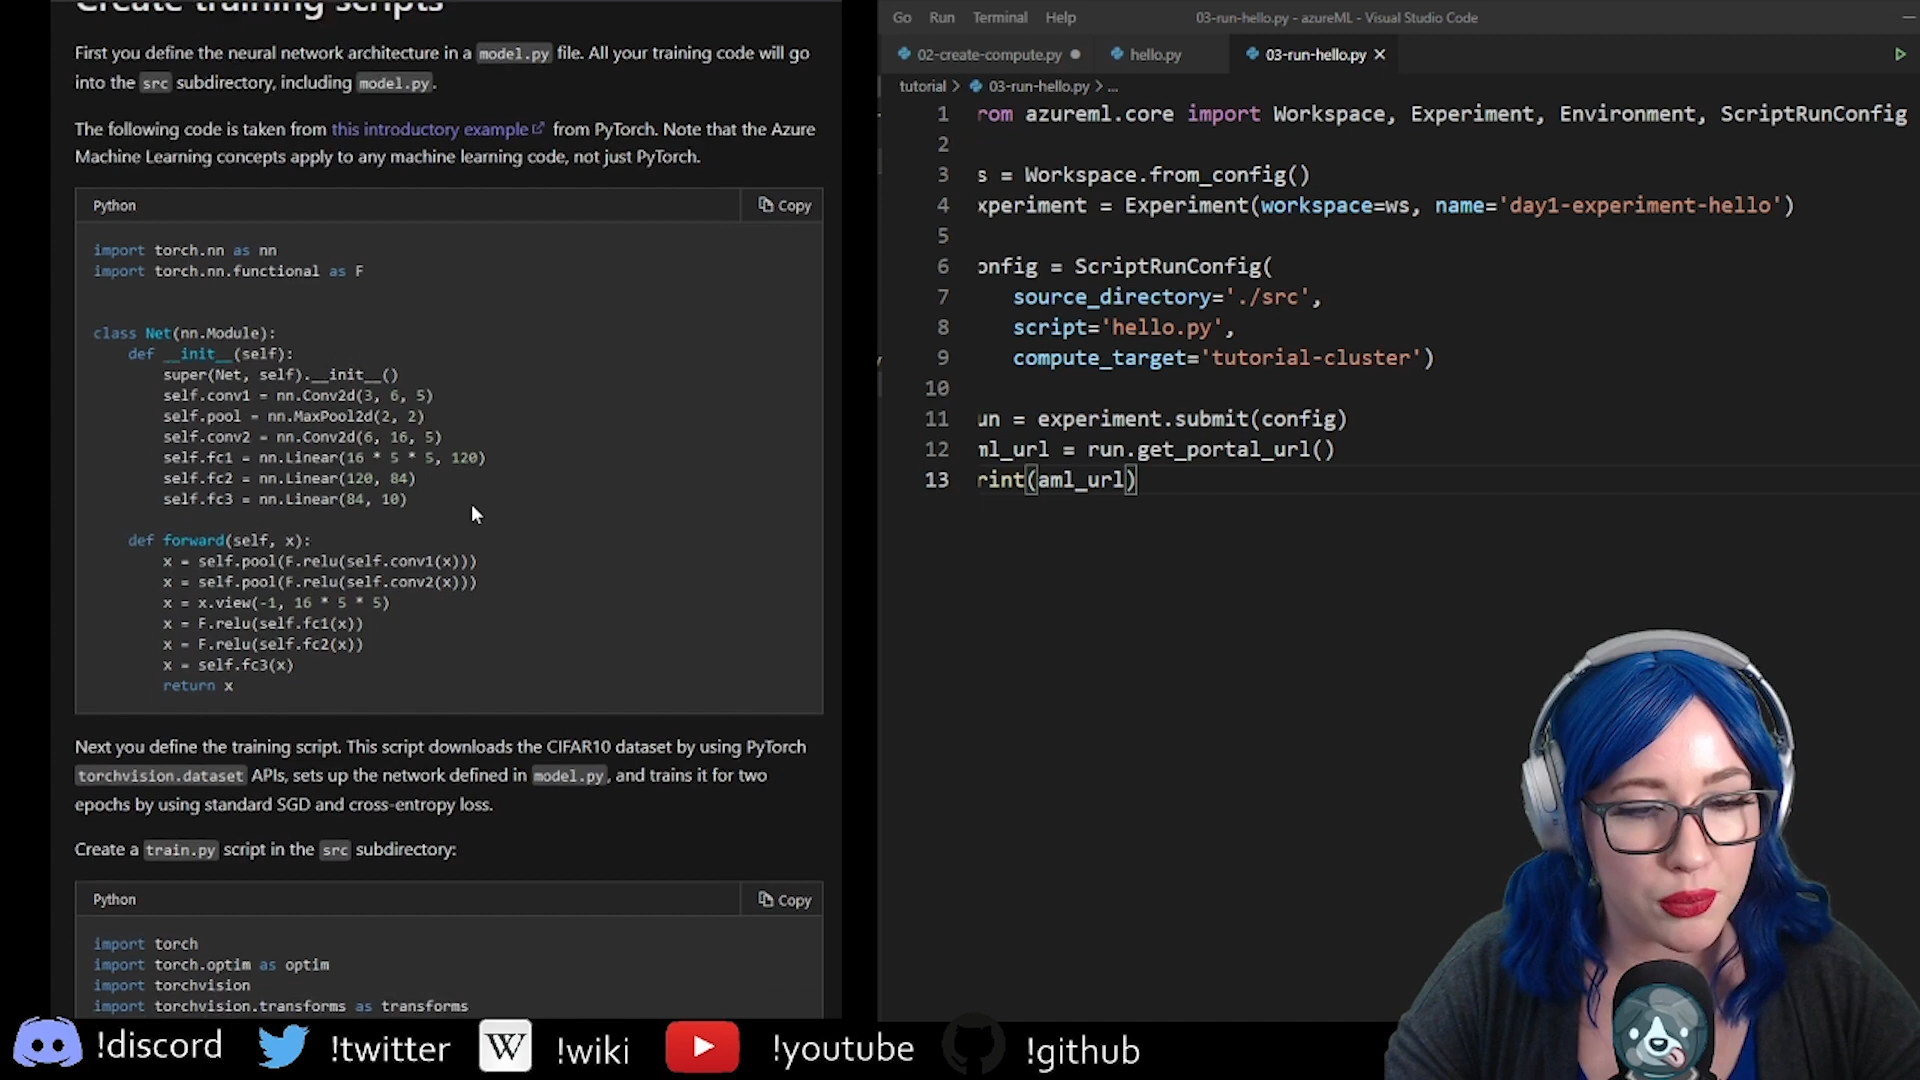 Create training scripts
First you define the neural network architecture in a model.py file. All your training code will go
into the src subdirectory, including model.py.
The following code is taken from this introductory example from PyTorch. Note that the Azure
Machine Learning concepts apply to any machine learning code, not just PyTorch.
Python
Copy
import torch.nn as nn
import torch.nn.functional as F
class Net(nn.Module):
def __init__(self):
super(Net, self).__init__()
self.conv1 = nn.Conv2d(3, 6, 5)
self.pool = nn.MaxPool2d(2, 2)
self.conv2 = nn.Conv2d(6, 16, 5)
self.fc1 = nn.Linear(16 * 5 * 5, 120)
self.fc2 = nn.Linear(120, 84)
self.fc3 = nn.Linear(84, 10)
def forward(self, x):
x = self.pool(F.relu(self.conv1(x)))
x = self.pool(F.relu(self.conv2(x)))
x = x.view(-1, 16 * 5 * 5)
x = F.relu(self.fc1(x))
x = F.relu(self.fc2(x))
x = self.fc3(x)
return x
Next you define the training script. This script downloads the CIFAR10 dataset by using PyTorch
torchvision.dataset APIs, sets up the network defined in model.py, and trains it for two
epochs by using standard SGD and cross-entropy loss.
Create a train.py script in the src subdirectory:
Python
Copy
import torch
import torch.optim as optim
import torchvision
import torchvision.transforms as transforms
Go Run Terminal Help
03-run-hello.py - azureML - Visual Studio Code
02-create-compute.py
hello.py
03-run-hello.py
tutorial > 03-run-hello.py > ...
1 rom azureml.core import Workspace, Experiment, Environment, ScriptRunConfig
2
3 s = Workspace.from_config()
4 xperiment = Experiment(workspace=ws, name='day1-experiment-hello')
5
6 onfig = ScriptRunConfig(
7 source_directory='./src',
8 script='hello.py',
9 compute_target='tutorial-cluster')
10
11 un = experiment.submit(config)
12 ml_url = run.get_portal_url()
13 rint(aml_url)
!discord
!twitter
W
!wiki
!youtube
!github